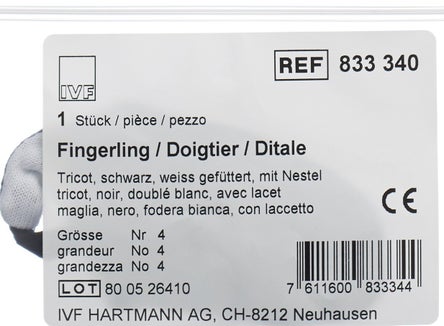 IVF
REF 833 340
1 Stück / pièce / pezzo
Fingerling / Doigtier / Ditale
Tricot, schwarz, weiss gefüttert, mit Nestel
tricot, noir, doublé blanc, avec lacet
maglia, nero, fodera bianca, con laccetto
CE
Grösse Nr 4
grandeur No 4
grandezza No 4
LOT 80 05 26410
7 611600 833344
IVF HARTMANN AG, CH-8212 Neuhausen